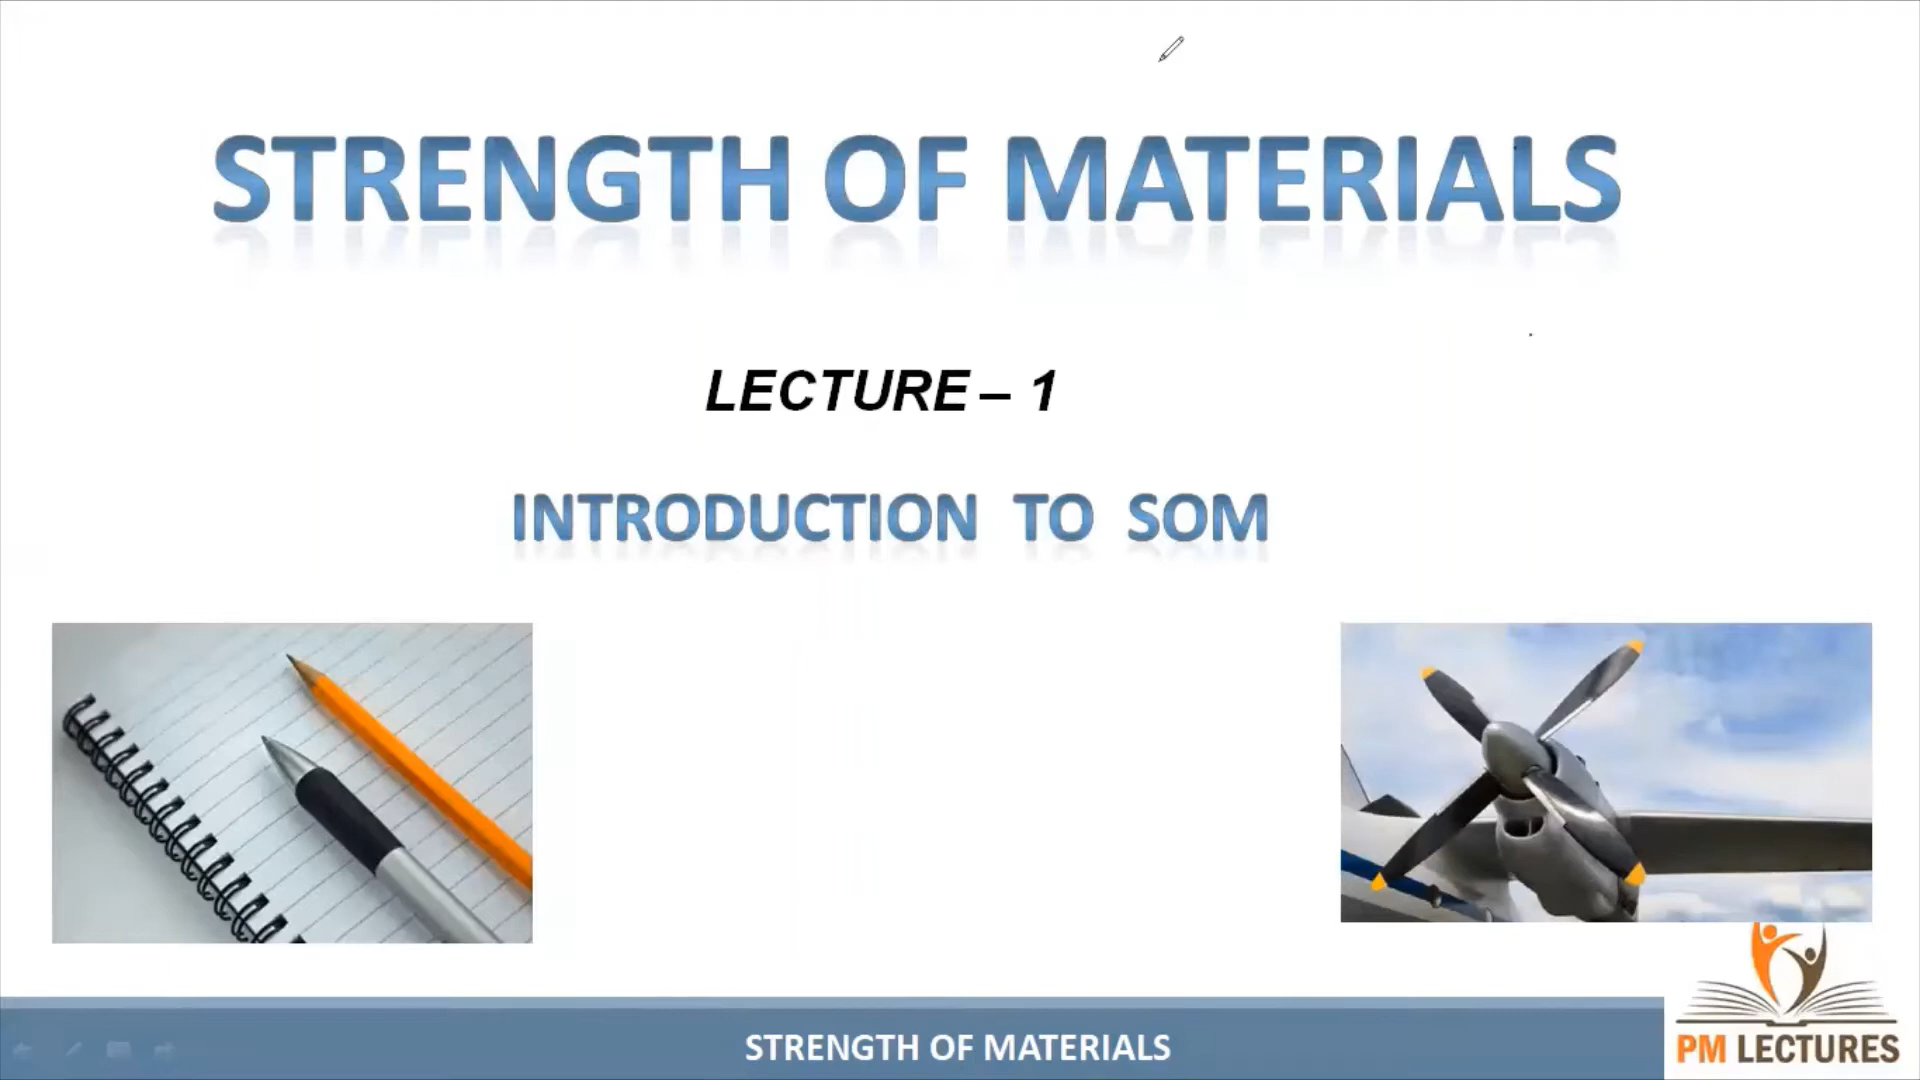 STRENGTH OF MATERIALS
LECTURE – 1
INTRODUCTION TO SOM
STRENGTH OF MATERIALS
PM LECTURES